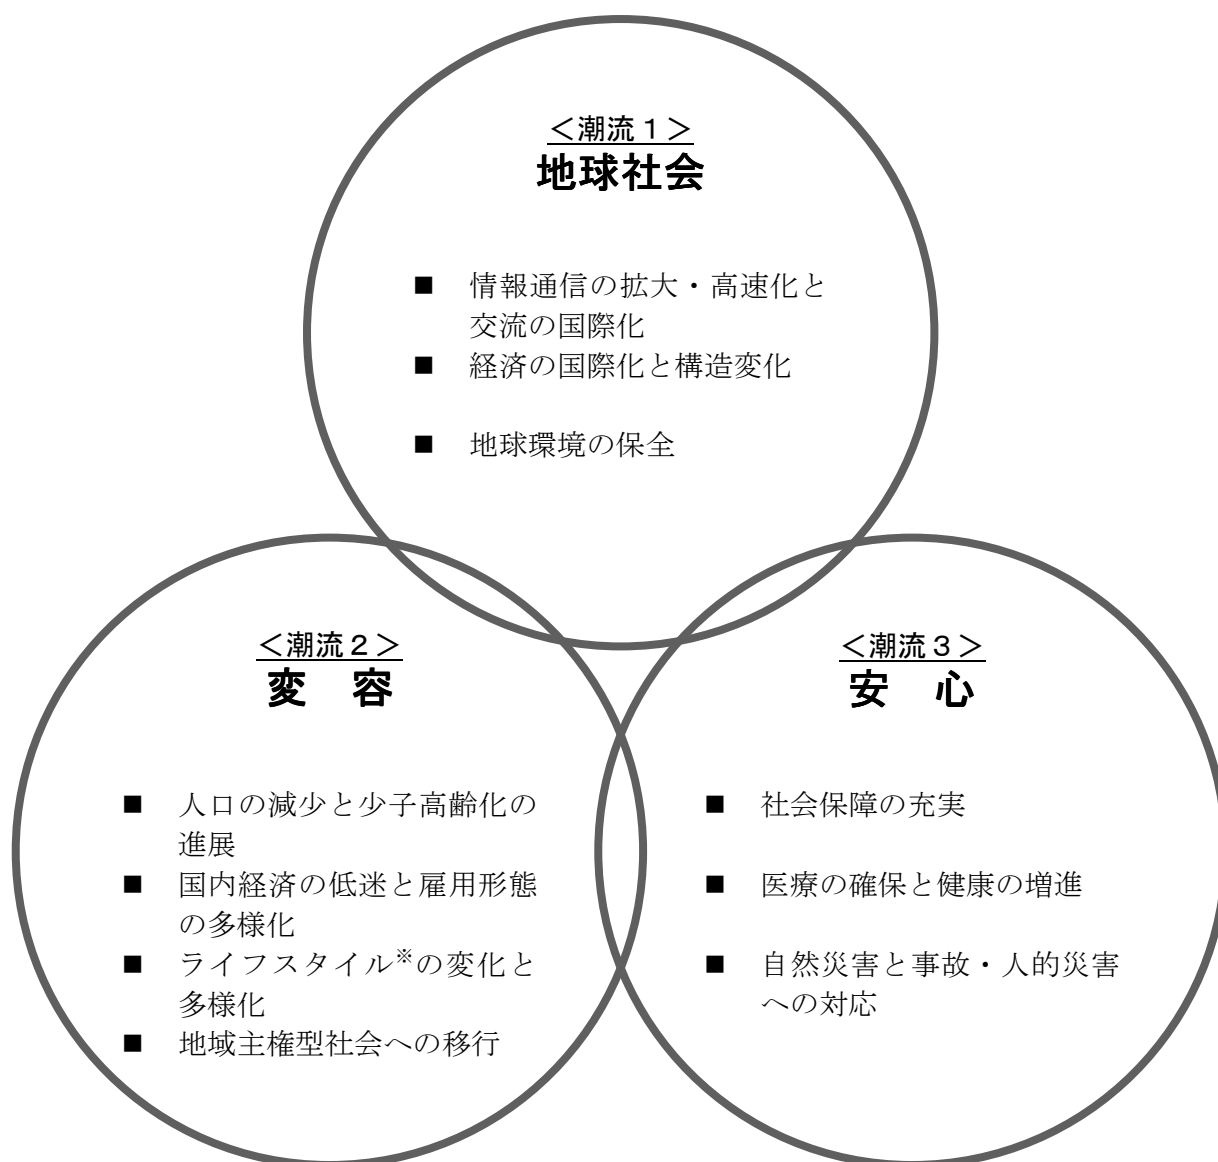 ＜潮流１＞
地球社会
■ 情報通信の拡大・高速化と
交流の国際化
■ 経済の国際化と構造変化
■ 地球環境の保全
＜潮流２＞
変　容
■ 人口の減少と少子高齢化の
進展
■ 国内経済の低迷と雇用形態
の多様化
■ ライフスタイル※の変化と
多様化
■ 地域主権型社会への移行
＜潮流３＞
安　心
■ 社会保障の充実
■ 医療の確保と健康の増進
■ 自然災害と事故・人的災害
への対応